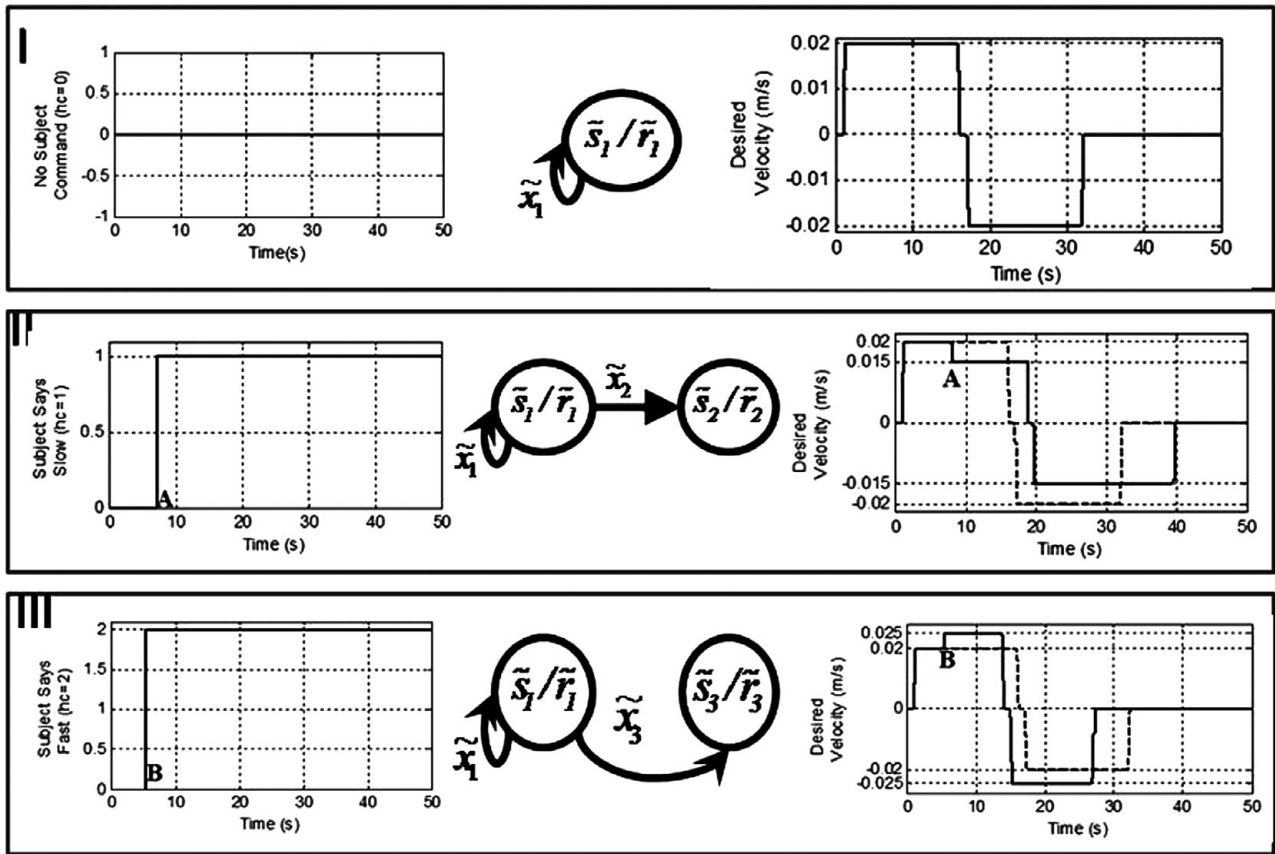 I
No Subject
Command (hc=0)
1
0.5
0
-0.5
-1
0 10 20 30 40 50
Time(s)
s̃₁/r̃₁
x̃₁
Desired
Velocity (m/s)
0.02
0.01
0
-0.01
-0.02
0 10 20 30 40 50
Time (s)
II
Subject Says
Slow (hc=1)
1
0.5
0
A
0 10 20 30 40 50
Time (s)
s̃₁/r̃₁
x̃₂
s̃₂/r̃₂
x̃₁
Desired
Velocity (m/s)
0.02
0.015
A
0
-0.015
-0.02
0 10 20 30 40 50
Time (s)
III
Subject Says
Fast (hc=2)
2
1.5
1
0.5
0
B
0 10 20 30 40 50
Time (s)
s̃₁/r̃₁
s̃₃/r̃₃
x̃₃
x̃₁
Desired
Velocity (m/s)
0.025
0.02
B
0
-0.02
-0.025
0 10 20 30 40 50
Time (s)